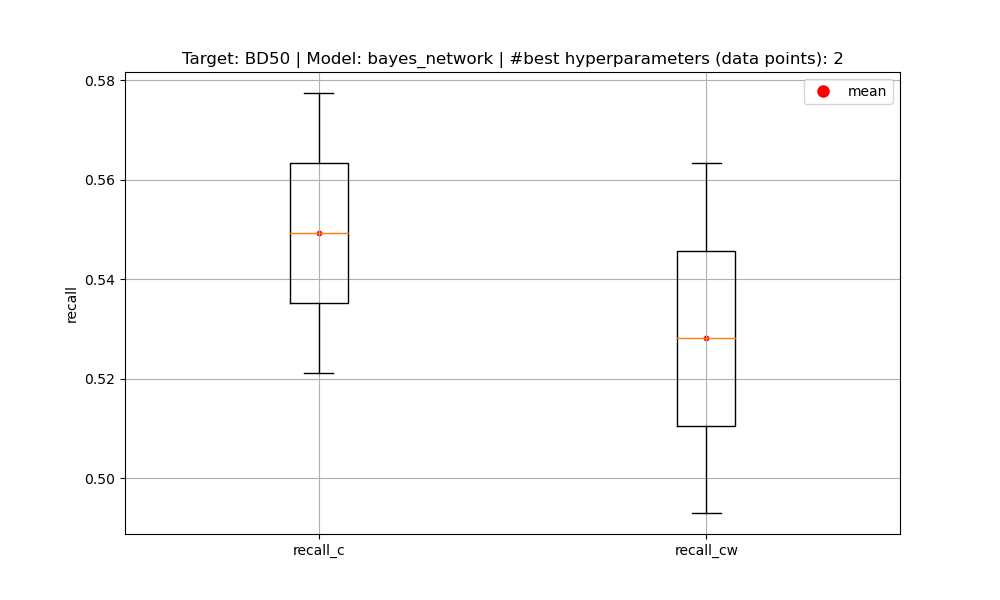 Target: BD50 | Model: bayes_network | #best hyperparameters (data points): 2
mean
0.58
0.56
0.54
0.52
0.50
recall
recall_c
recall_cw